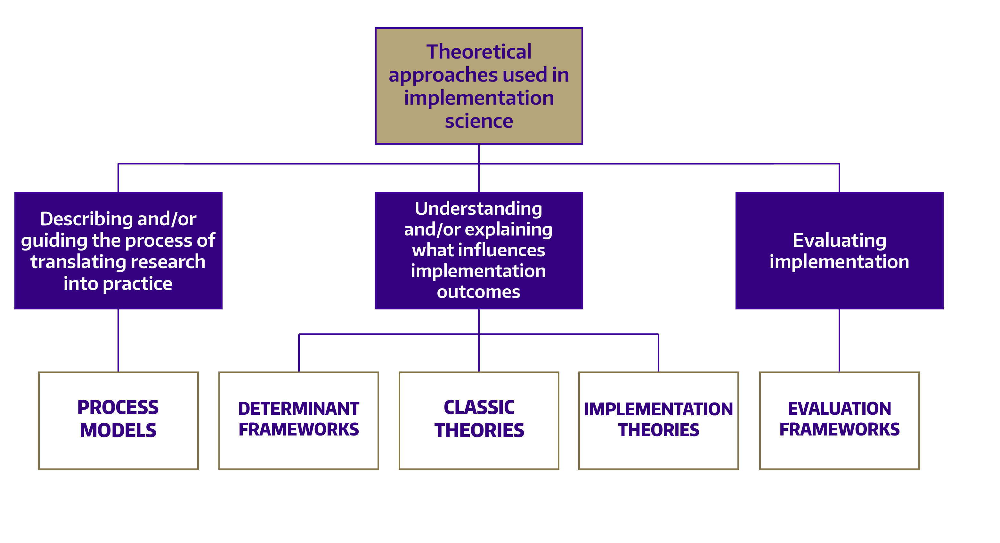 Theoretical
approaches used in
implementation
science
Describing and/or
guiding the process of
translating research
into practice
Understanding
and/or explaining
what influences
implementation
outcomes
Evaluating
implementation
PROCESS
MODELS
DETERMINANT
FRAMEWORKS
CLASSIC
THEORIES
IMPLEMENTATION
THEORIES
EVALUATION
FRAMEWORKS